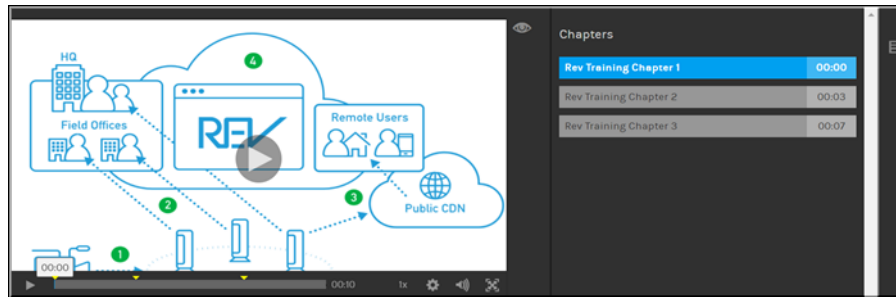 HQ
Field Offices
REV
Remote Users
Public CDN
4
3
2
1
00:00
00:10
1x
Chapters
Rev Training Chapter 1 00:00
Rev Training Chapter 2 00:03
Rev Training Chapter 3 00:07